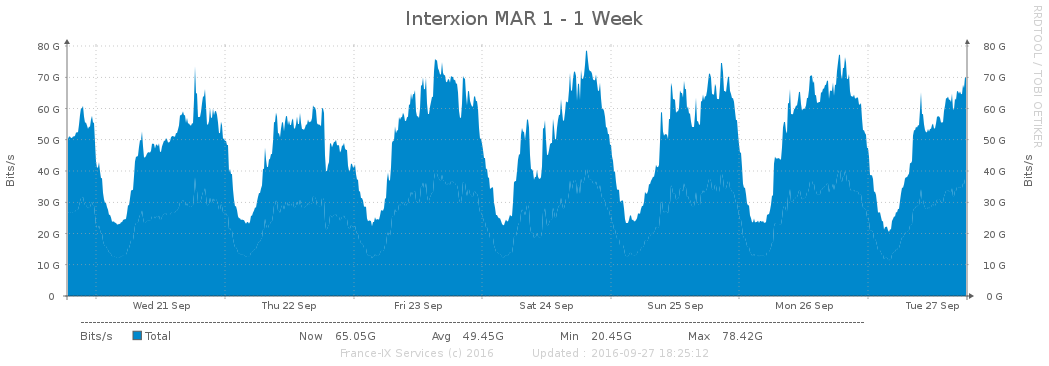 Interxion MAR 1 - 1 Week
RRDTOOL / TOBI OETIKER
Bits/s
80 G 80 G
70 G 70 G
60 G 60 G
50 G 50 G
40 G 40 G
30 G 30 G
20 G 20 G
10 G 10 G
0 0 G
Bits/s
Wed 21 Sep Thu 22 Sep Fri 23 Sep Sat 24 Sep Sun 25 Sep Mon 26 Sep Tue 27 Sep
Bits/s Total Now 65.05G Avg 49.45G Min 20.45G Max 78.42G
France-IX Services (c) 2016 Updated : 2016-09-27 18:25:12